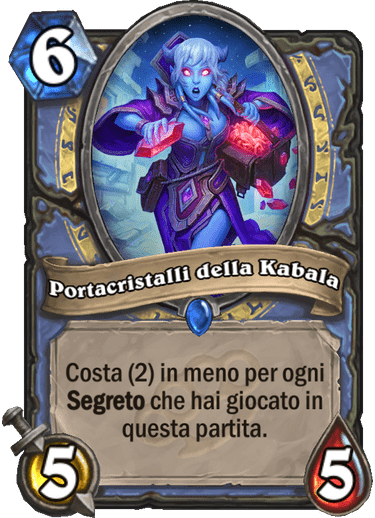 6
Portacristalli della Kabala
Costa (2) in meno per ogni
Segreto che hai giocato in
questa partita.
5 5